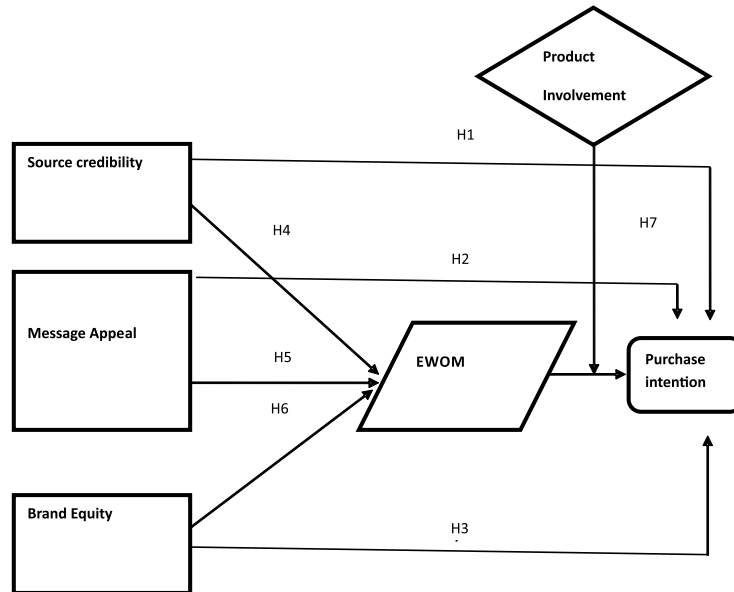 Product
Involvement
H1
Source credibility
H4
H7
H2
Message Appeal
H5
EWOM
Purchase
intention
H6
Brand Equity
H3